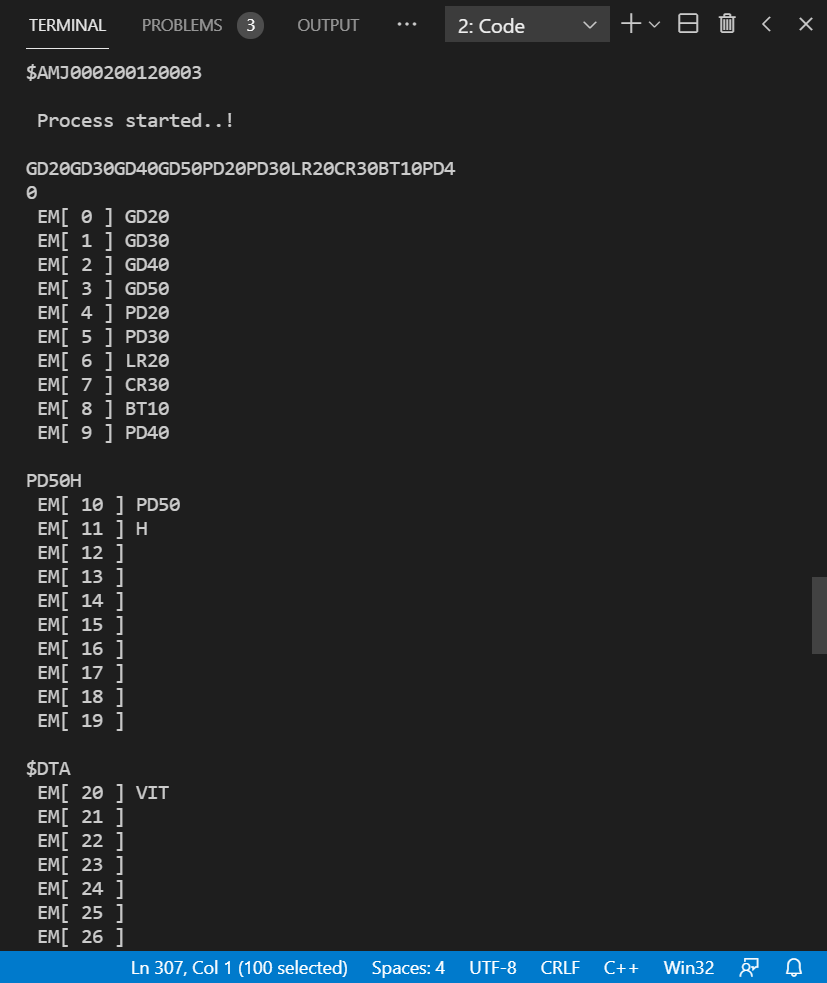 TERMINAL PROBLEMS 3 OUTPUT ··· 2: Code
$AMJ000200120003
Process started..!
GD20GD30GD40GD50PD20PD30LR20CR30BT10PD4
0
EM[ 0 ] GD20
EM[ 1 ] GD30
EM[ 2 ] GD40
EM[ 3 ] GD50
EM[ 4 ] PD20
EM[ 5 ] PD30
EM[ 6 ] LR20
EM[ 7 ] CR30
EM[ 8 ] BT10
EM[ 9 ] PD40
PD50H
EM[ 10 ] PD50
EM[ 11 ] H
EM[ 12 ]
EM[ 13 ]
EM[ 14 ]
EM[ 15 ]
EM[ 16 ]
EM[ 17 ]
EM[ 18 ]
EM[ 19 ]
$DTA
EM[ 20 ] VIT
EM[ 21 ]
EM[ 22 ]
EM[ 23 ]
EM[ 24 ]
EM[ 25 ]
EM[ 26 ]
Ln 307, Col 1 (100 selected) Spaces: 4 UTF-8 CRLF C++ Win32